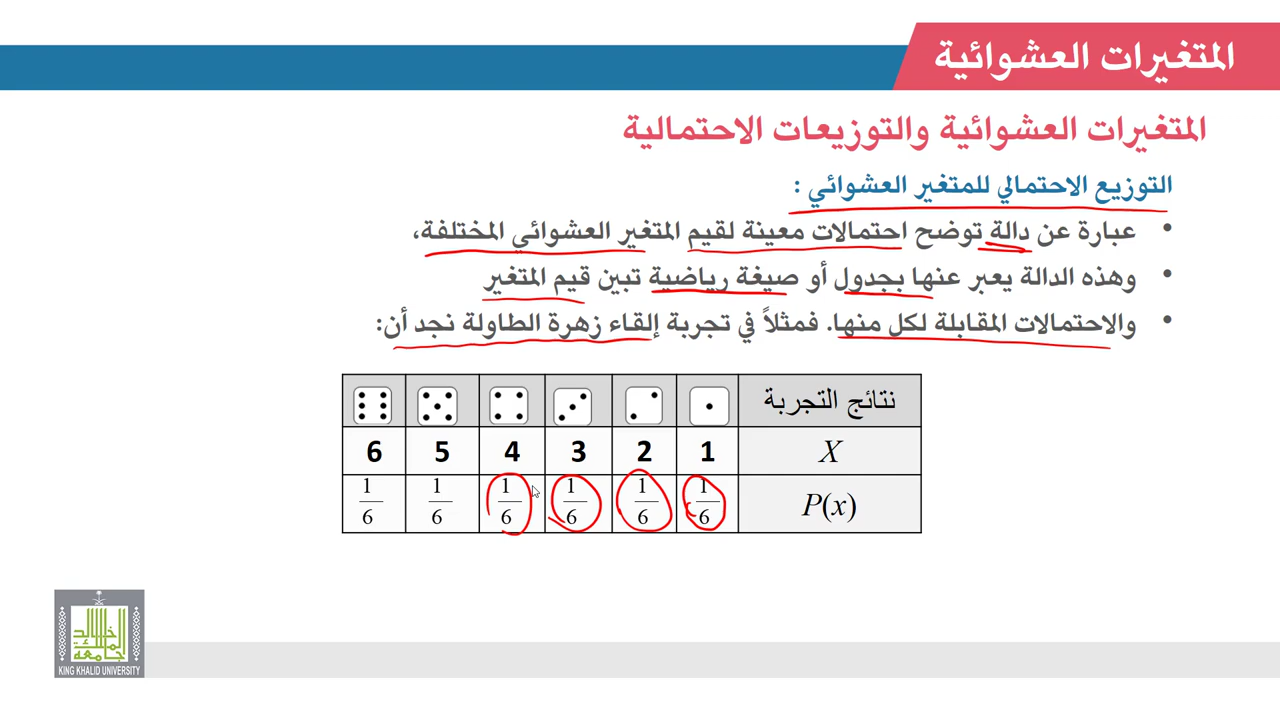 المتغيرات العشوائية
المتغيرات العشوائية والتوزيعات الاحتمالية
التوزيع الاحتمالي للمتغير العشوائي :
• عبارة عن دالة توضح احتمالات معينة لقيم المتغير العشوائي المختلفة،
• وهذه الدالة يعبر عنها بجدول أو صيغة رياضية تبين قيم المتغير
• والاحتمالات المقابلة لكل منها. فمثلاً في تجربة إلقاء زهرة الطاولة نجد أن:
نتائج التجربة
X 1 2 3 4 5 6
P(x) 1/6 1/6 1/6 1/6 1/6 1/6
جامعة الملك خالد
KING KHALID UNIVERSITY